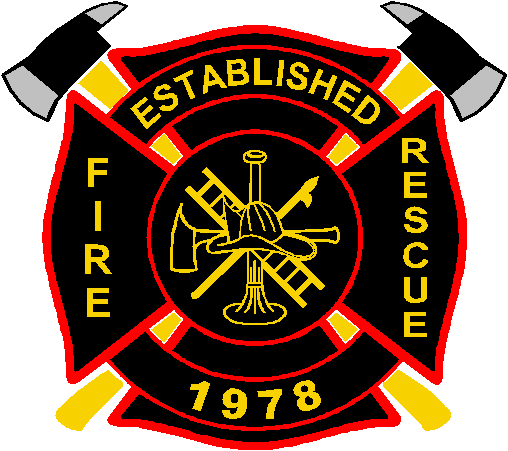 ESTABLISHED
FIRE
RESCUE
1978